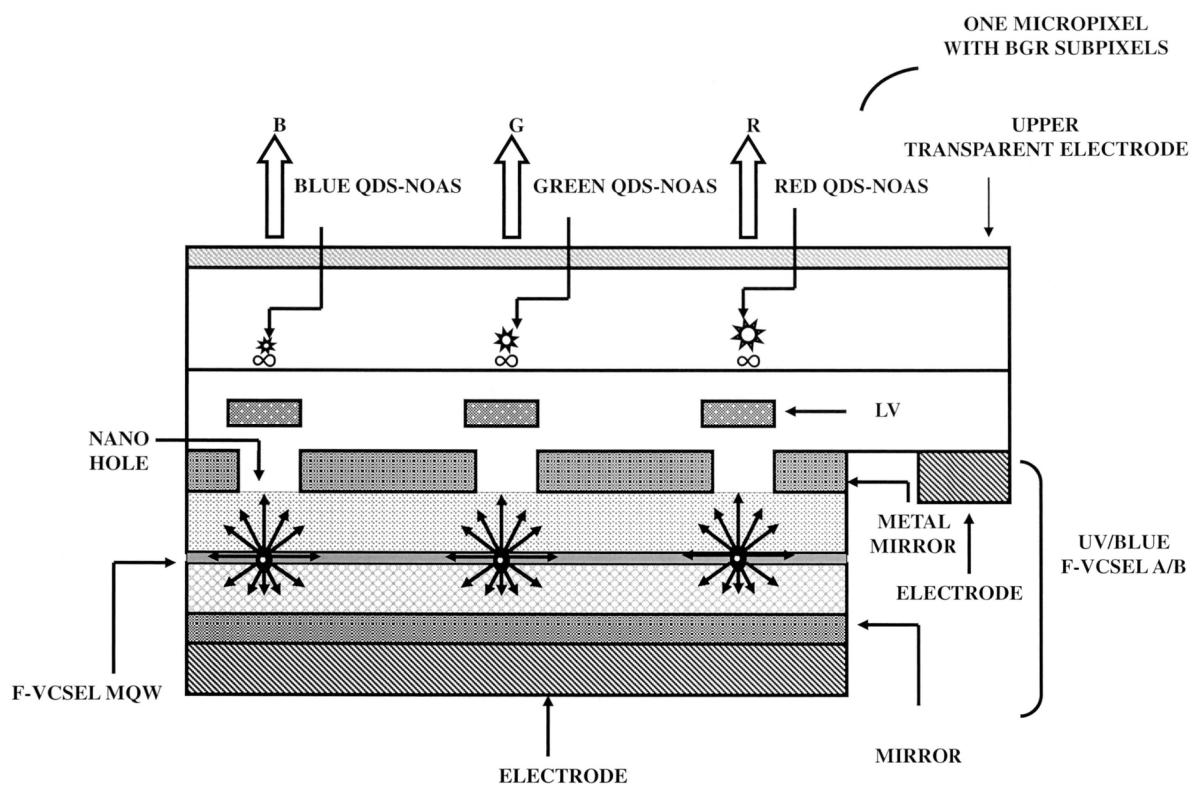 ONE MICROPIXEL
WITH BGR SUBPIXELS
B
G
R
UPPER
TRANSPARENT ELECTRODE
BLUE QDS-NOAS
GREEN QDS-NOAS
RED QDS-NOAS
LV
NANO
HOLE
METAL
MIRROR
UV/BLUE
F-VCSEL A/B
ELECTRODE
F-VCSEL MQW
MIRROR
ELECTRODE